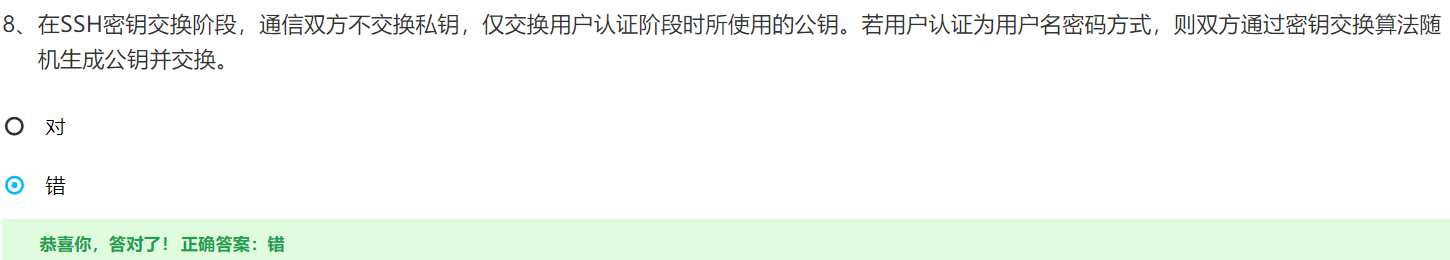 8、在SSH密钥交换阶段，通信双方不交换私钥，仅交换用户认证阶段时所使用的公钥。若用户认证为用户名密码方式，则双方通过密钥交换算法随
机生成公钥并交换。
对
错
恭喜你，答对了！ 正确答案：错